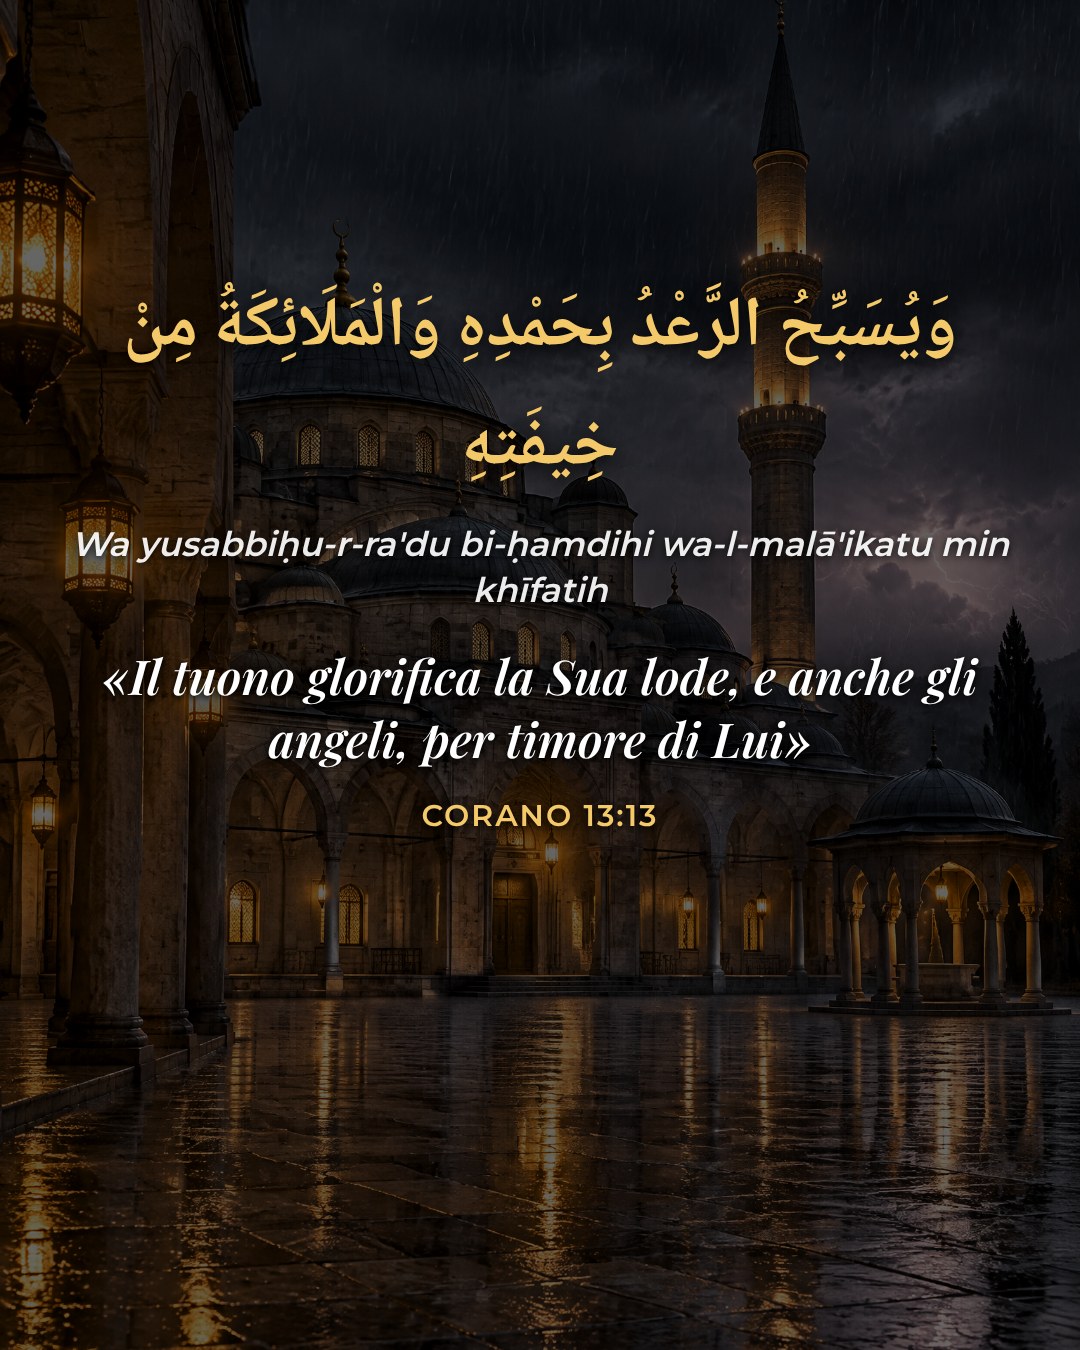 وَيُسَبِّحُ الرَّعْدُ بِحَمْدِهِ وَالْمَلَائِكَةُ مِنْ
خِيفَتِهِ
Wa yusabbiḥu-r-ra'du bi-ḥamdihi wa-l-malā'ikatu min
khīfatih
«Il tuono glorifica la Sua lode, e anche gli
angeli, per timore di Lui»
CORANO 13:13